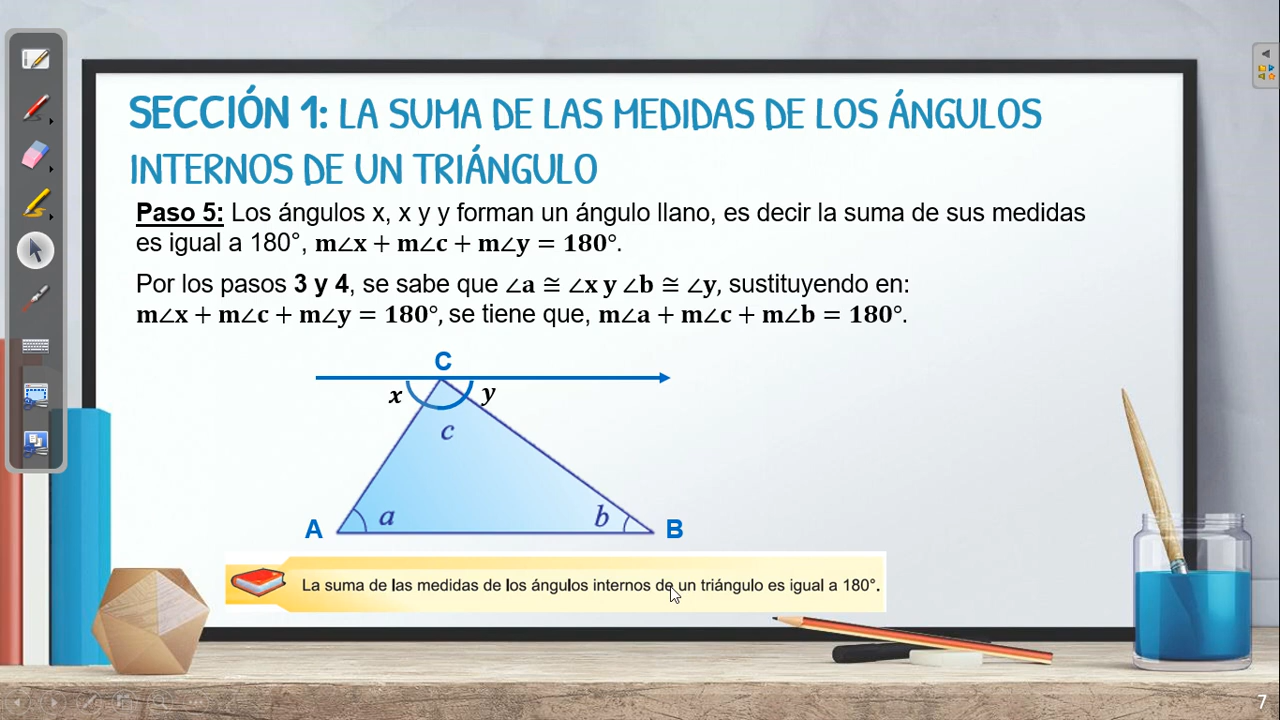 SECCIÓN 1: LA SUMA DE LAS MEDIDAS DE LOS ÁNGULOS
INTERNOS DE UN TRIÁNGULO
Paso 5: Los ángulos x, x y y forman un ángulo llano, es decir la suma de sus medidas
es igual a 180°, m∠x + m∠c + m∠y = 180°.
Por los pasos 3 y 4, se sabe que ∠a ≅ ∠x y ∠b ≅ ∠y, sustituyendo en:
m∠x + m∠c + m∠y = 180°, se tiene que, m∠a + m∠c + m∠b = 180°.
C
x
y
c
a
b
A
B
La suma de las medidas de los ángulos internos de un triángulo es igual a 180°.
7